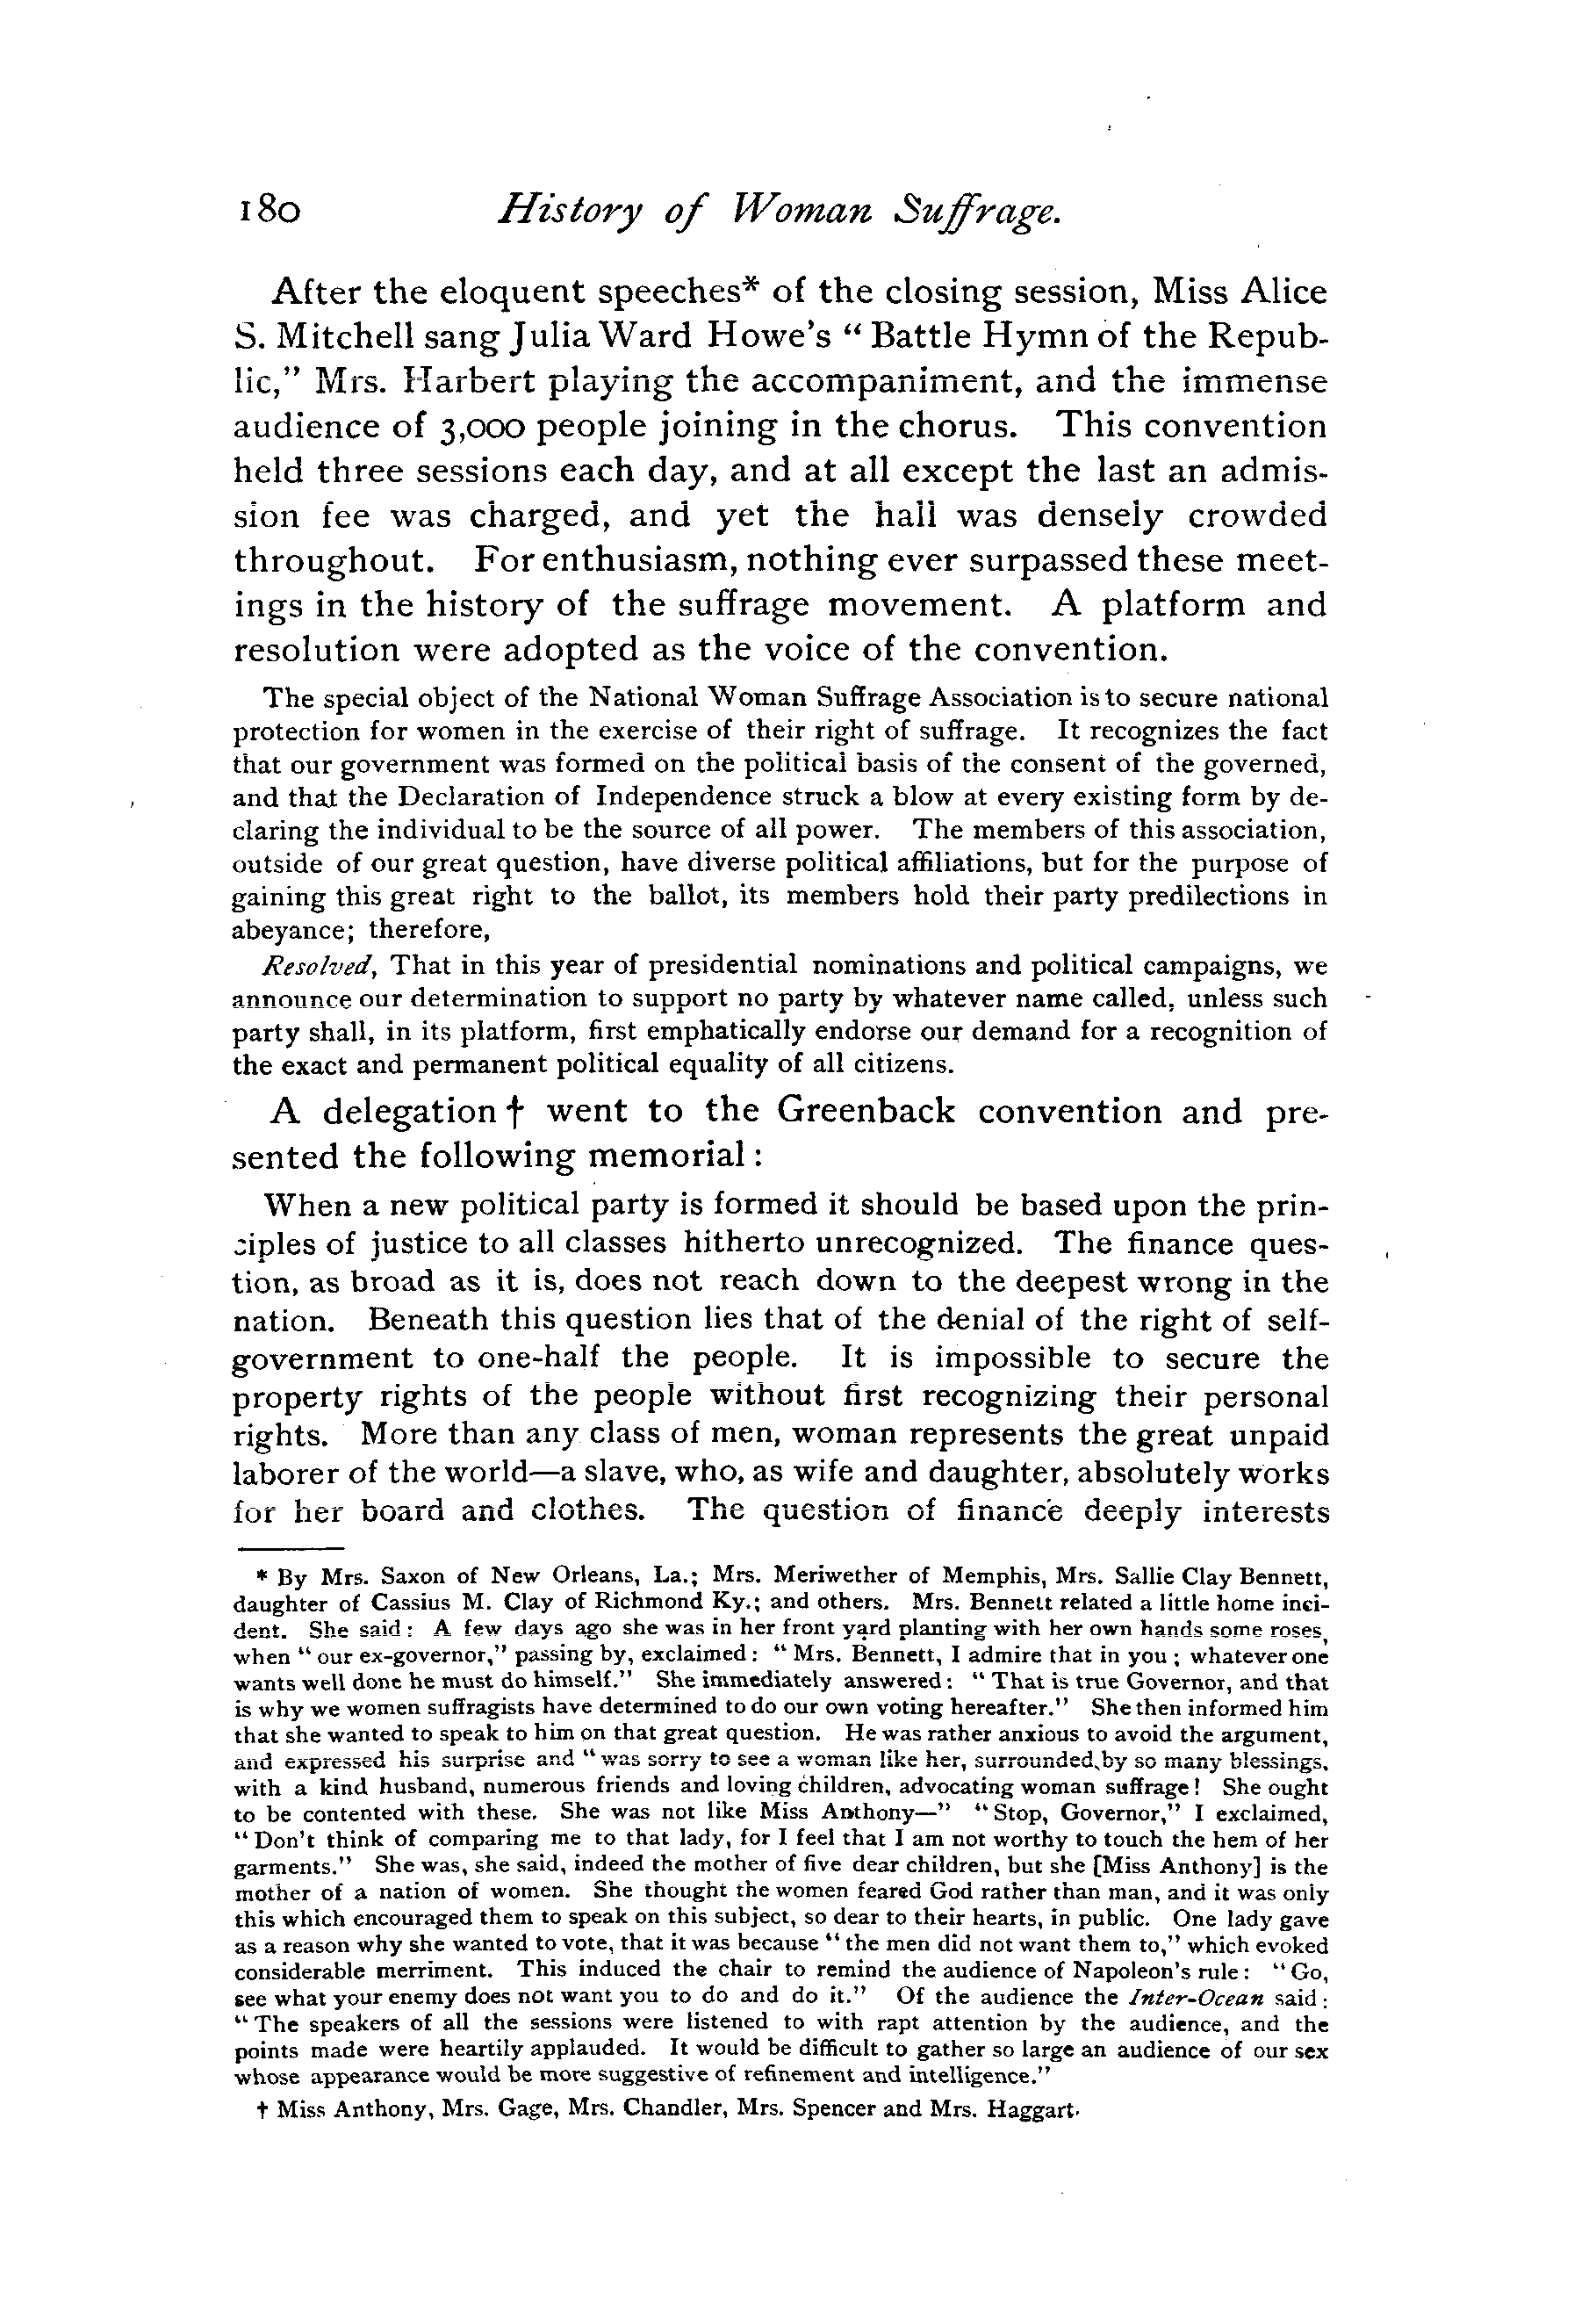 180 History of Woman Suffrage.
After the eloquent speeches* of the closing session, Miss Alice
S. Mitchell sang Julia Ward Howe's "Battle Hymn of the Repub-
lic," Mrs. Harbert playing the accompaniment, and the immense
audience of 3,000 people joining in the chorus. This convention
held three sessions each day, and at all except the last an admis-
sion fee was charged, and yet the hall was densely crowded
throughout. For enthusiasm, nothing ever surpassed these meet-
ings in the history of the suffrage movement. A platform and
resolution were adopted as the voice of the convention.
The special object of the National Woman Suffrage Association is to secure national
protection for women in the exercise of their right of suffrage. It recognizes the fact
that our government was formed on the political basis of the consent of the governed,
and that the Declaration of Independence struck a blow at every existing form by de-
claring the individual to be the source of all power. The members of this association,
outside of our great question, have diverse political affiliations, but for the purpose of
gaining this great right to the ballot, its members hold their party predilections in
abeyance; therefore,
Resolved, That in this year of presidential nominations and political campaigns, we
announce our determination to support no party by whatever name called, unless such
party shall, in its platform, first emphatically endorse our demand for a recognition of
the exact and permanent political equality of all citizens.
A delegation† went to the Greenback convention and pre-
sented the following memorial:
When a new political party is formed it should be based upon the prin-
ciples of justice to all classes hitherto unrecognized. The finance ques-
tion, as broad as it is, does not reach down to the deepest wrong in the
nation. Beneath this question lies that of the denial of the right of self-
government to one-half the people. It is impossible to secure the
property rights of the people without first recognizing their personal
rights. More than any class of men, woman represents the great unpaid
laborer of the world—a slave, who, as wife and daughter, absolutely works
for her board and clothes. The question of finance deeply interests
* By Mrs. Saxon of New Orleans, La.; Mrs. Meriwether of Memphis, Mrs. Sallie Clay Bennett,
daughter of Cassius M. Clay of Richmond Ky.; and others. Mrs. Bennett related a little home inci-
dent. She said: A few days ago she was in her front yard planting with her own hands some roses,
when "our ex-governor," passing by, exclaimed: "Mrs. Bennett, I admire that in you; whatever one
wants well done he must do himself." She immediately answered: "That is true Governor, and that
is why we women suffragists have determined to do our own voting hereafter." She then informed him
that she wanted to speak to him on that great question. He was rather anxious to avoid the argument,
and expressed his surprise and "was sorry to see a woman like her, surrounded by so many blessings,
with a kind husband, numerous friends and loving children, advocating woman suffrage! She ought
to be contented with these. She was not like Miss Anthony—" "Stop, Governor," I exclaimed,
"Don't think of comparing me to that lady, for I feel that I am not worthy to touch the hem of her
garments." She was, she said, indeed the mother of five dear children, but she [Miss Anthony] is the
mother of a nation of women. She thought the women feared God rather than man, and it was only
this which encouraged them to speak on this subject, so dear to their hearts, in public. One lady gave
as a reason why she wanted to vote, that it was because "the men did not want them to," which evoked
considerable merriment. This induced the chair to remind the audience of Napoleon's rule: "Go,
see what your enemy does not want you to do and do it." Of the audience the Inter-Ocean said:
"The speakers of all the sessions were listened to with rapt attention by the audience, and the
points made were heartily applauded. It would be difficult to gather so large an audience of our sex
whose appearance would be more suggestive of refinement and intelligence."
† Miss Anthony, Mrs. Gage, Mrs. Chandler, Mrs. Spencer and Mrs. Haggart.